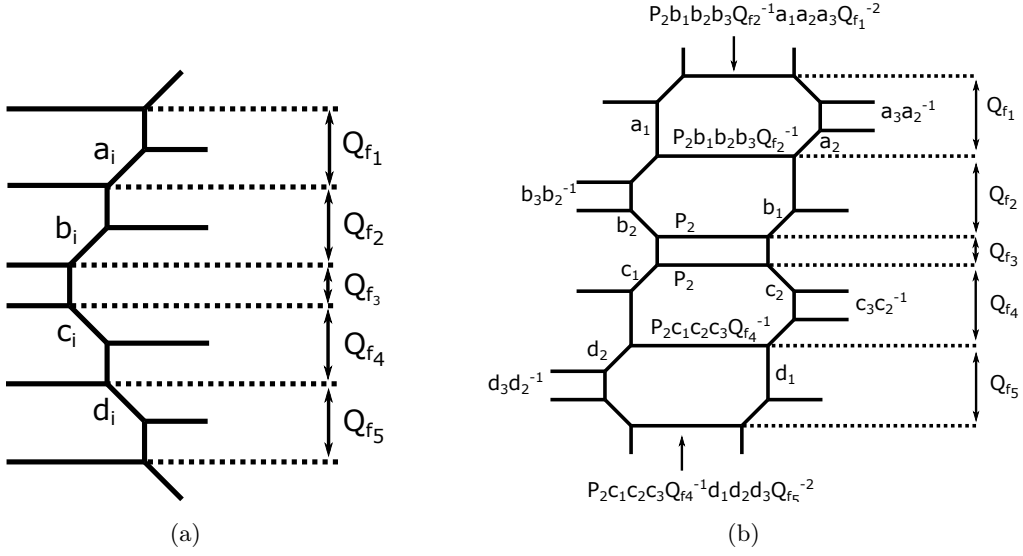 a_i
b_i
c_i
d_i
Q_{f_1}
Q_{f_2}
Q_{f_3}
Q_{f_4}
Q_{f_5}
(a)
P_2b_1b_2b_3Q_{f2}^{-1}a_1a_2a_3Q_{f_1}^{-2}
a_1
a_3a_2^{-1}
a_2
P_2b_1b_2b_3Q_{f_2}^{-1}
b_3b_2^{-1}
b_2
b_1
P_2
P_2
c_1
c_2
c_3c_2^{-1}
P_2c_1c_2c_3Q_{f4}^{-1}
d_2
d_1
d_3d_2^{-1}
P_2c_1c_2c_3Q_{f4}^{-1}d_1d_2d_3Q_{f_5}^{-2}
Q_{f_1}
Q_{f_2}
Q_{f_3}
Q_{f_4}
Q_{f_5}
(b)